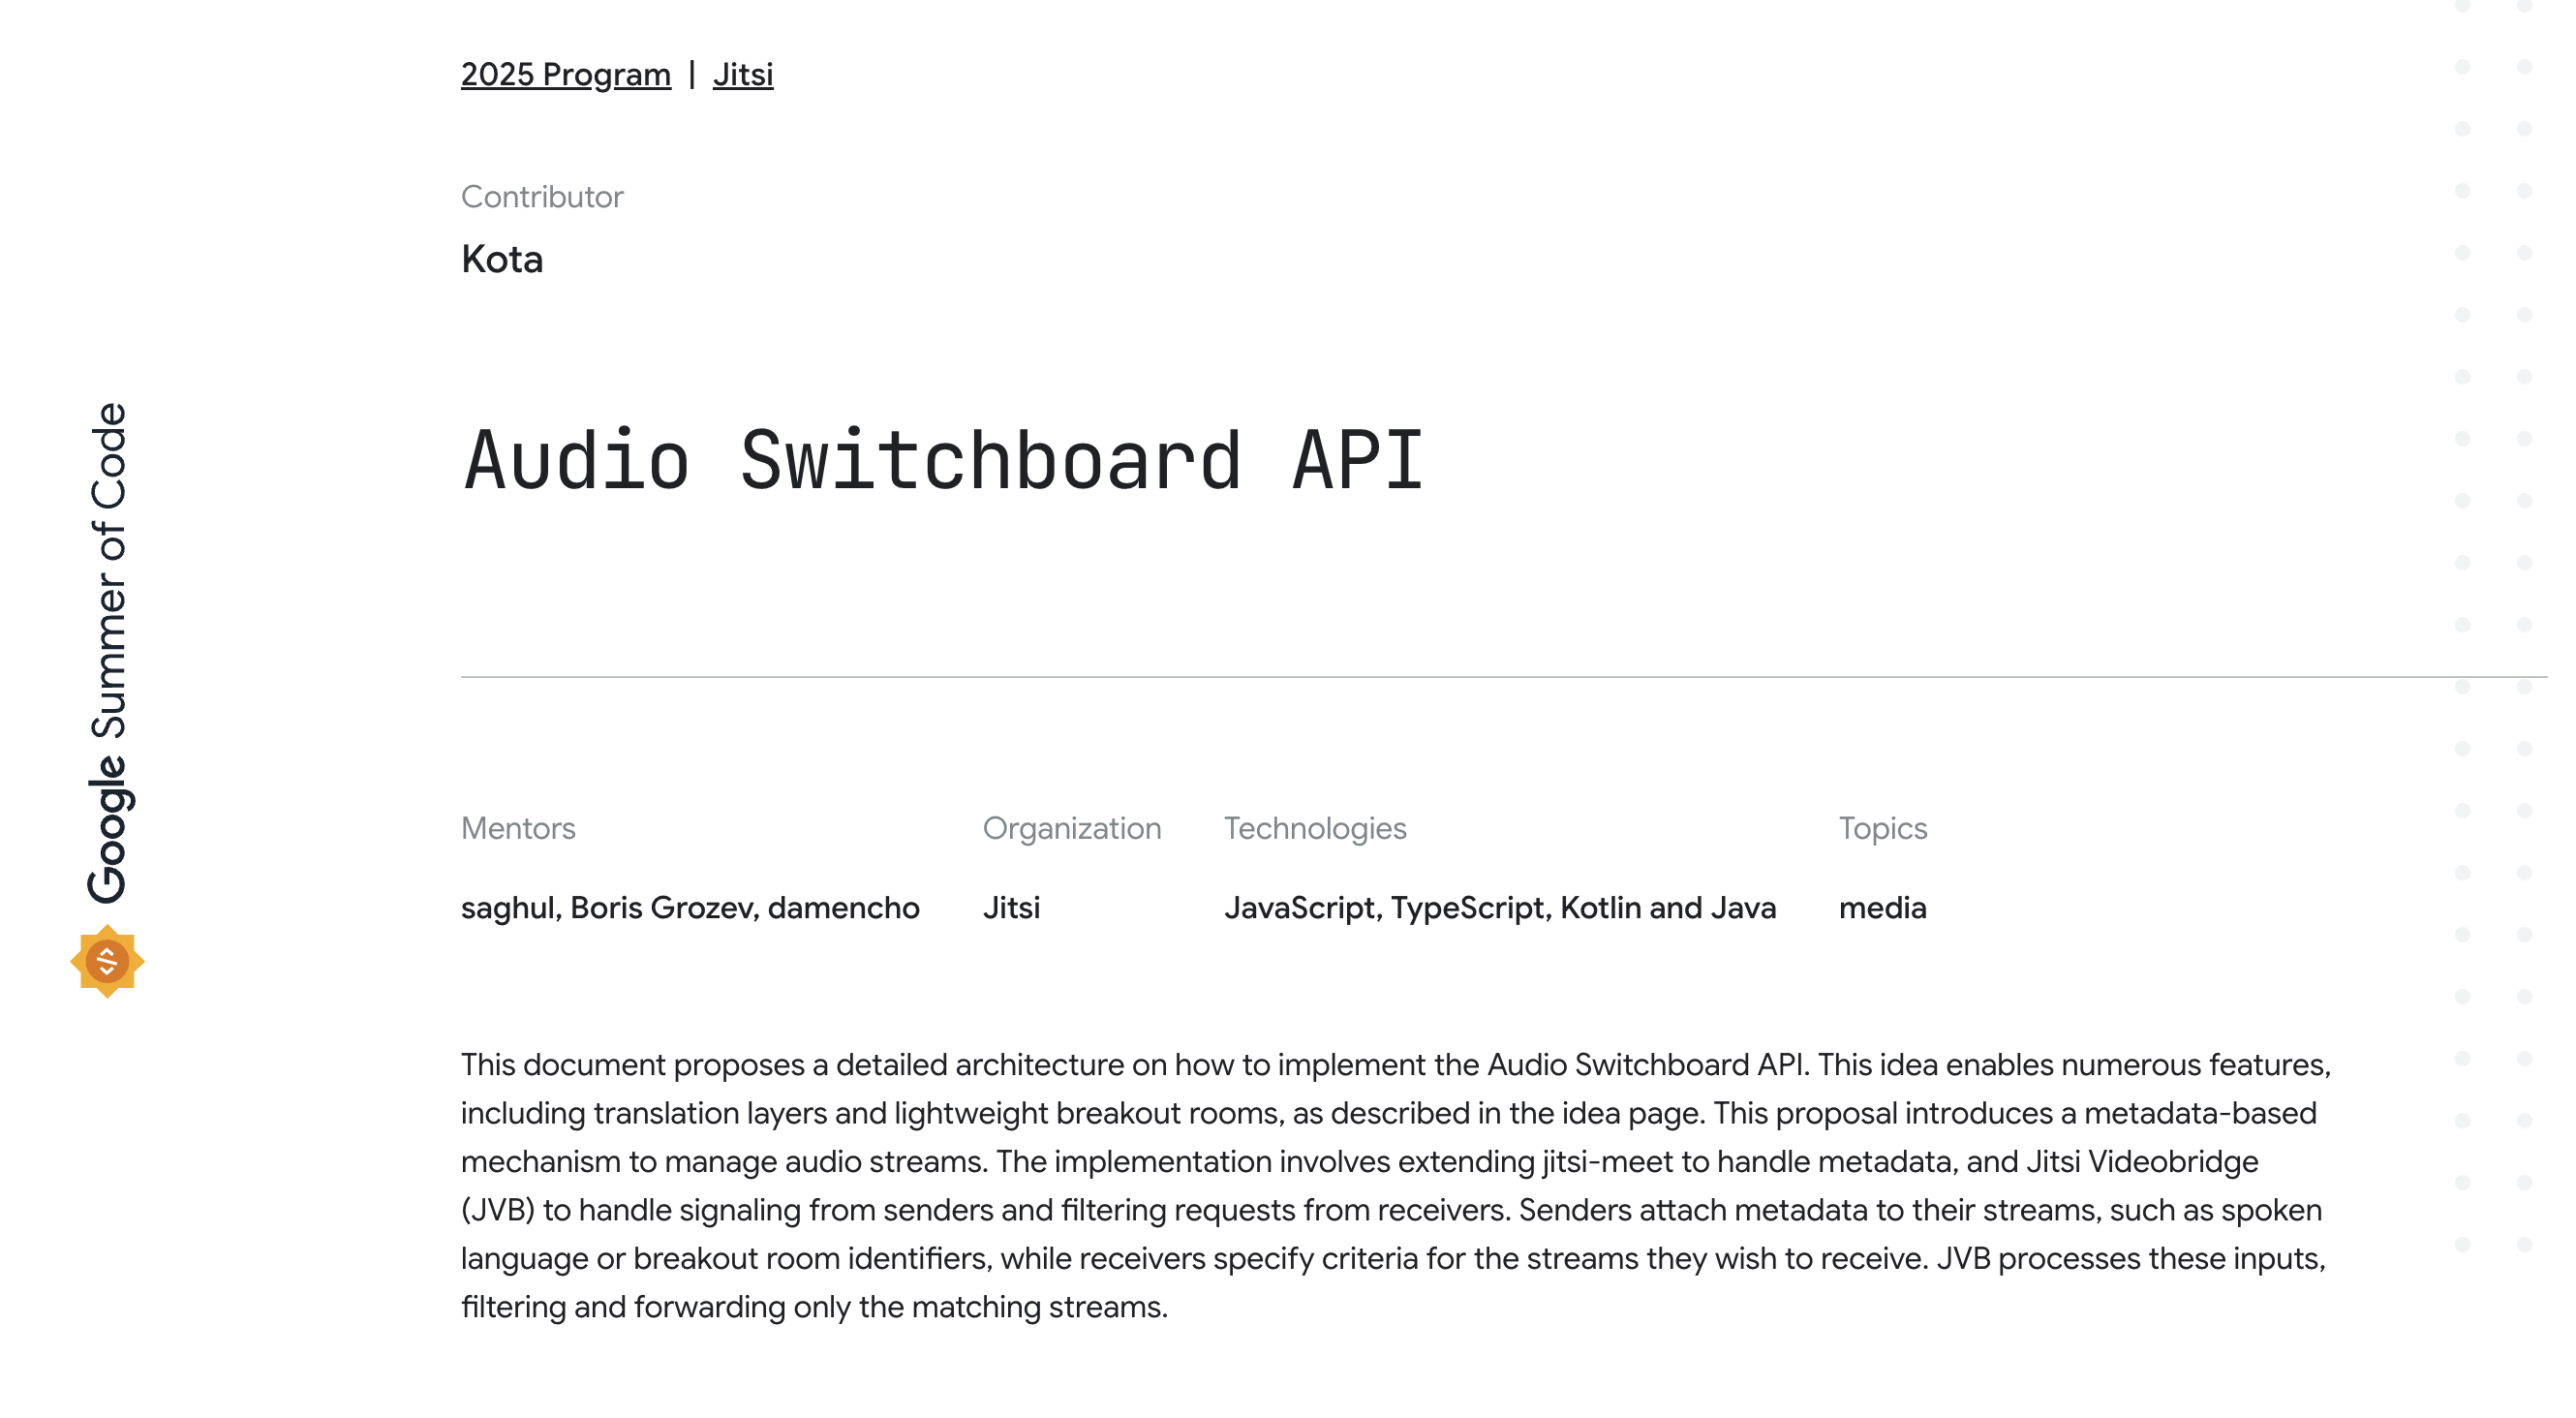 2025 Program | Jitsi
Contributor
Kota
Google Summer of Code
Audio Switchboard API
Mentors
saghul, Boris Grozev, damencho
Organization
Jitsi
Technologies
JavaScript, TypeScript, Kotlin and Java
Topics
media
This document proposes a detailed architecture on how to implement the Audio Switchboard API. This idea enables numerous features,
including translation layers and lightweight breakout rooms, as described in the idea page. This proposal introduces a metadata-based
mechanism to manage audio streams. The implementation involves extending jitsi-meet to handle metadata, and Jitsi Videobridge
(JVB) to handle signaling from senders and filtering requests from receivers. Senders attach metadata to their streams, such as spoken
language or breakout room identifiers, while receivers specify criteria for the streams they wish to receive. JVB processes these inputs,
filtering and forwarding only the matching streams.